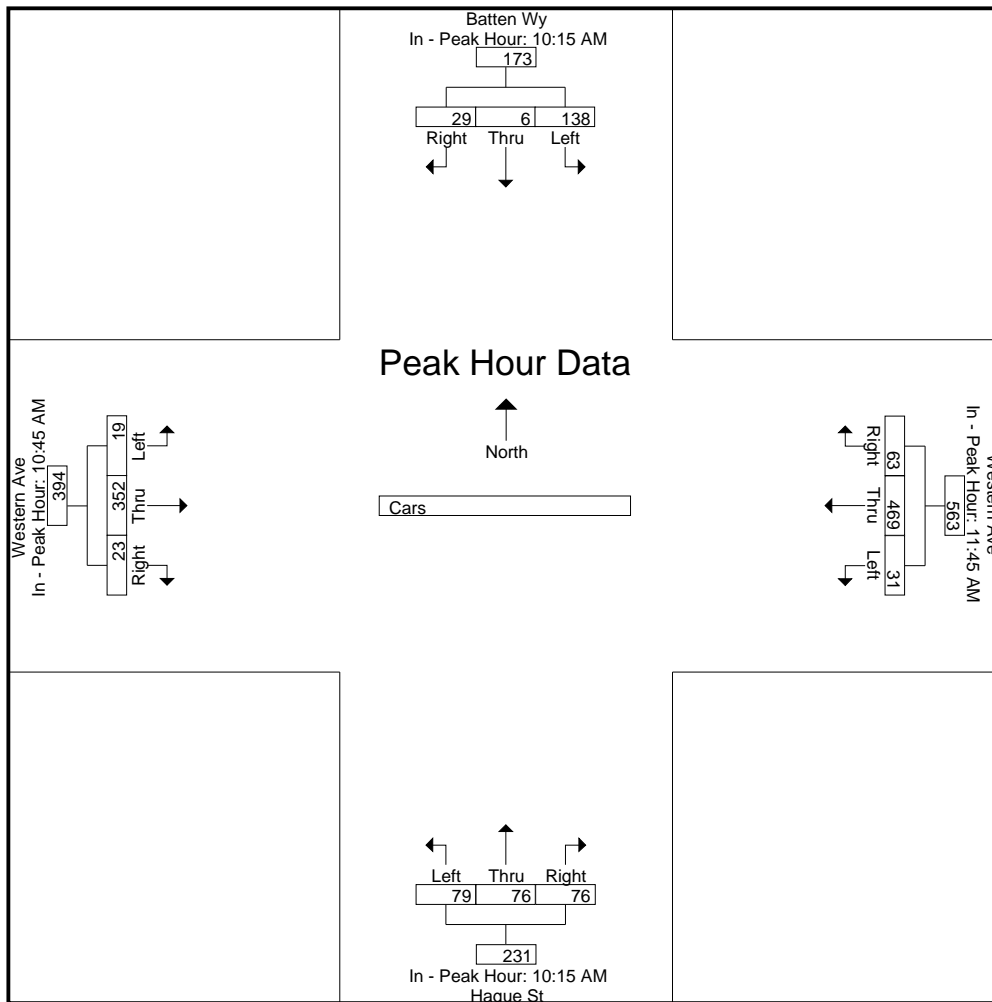 Batten Wy
In - Peak Hour: 10:15 AM
173
29 6 138
Right Thru Left
Peak Hour Data
North
Cars
Western Ave
In - Peak Hour: 10:45 AM
394
19 352 23
Left Thru Right
Western Ave
In - Peak Hour: 11:45 AM
563
63 469 31
Right Thru Left
Left Thru Right
79 76 76
231
In - Peak Hour: 10:15 AM
Hague St